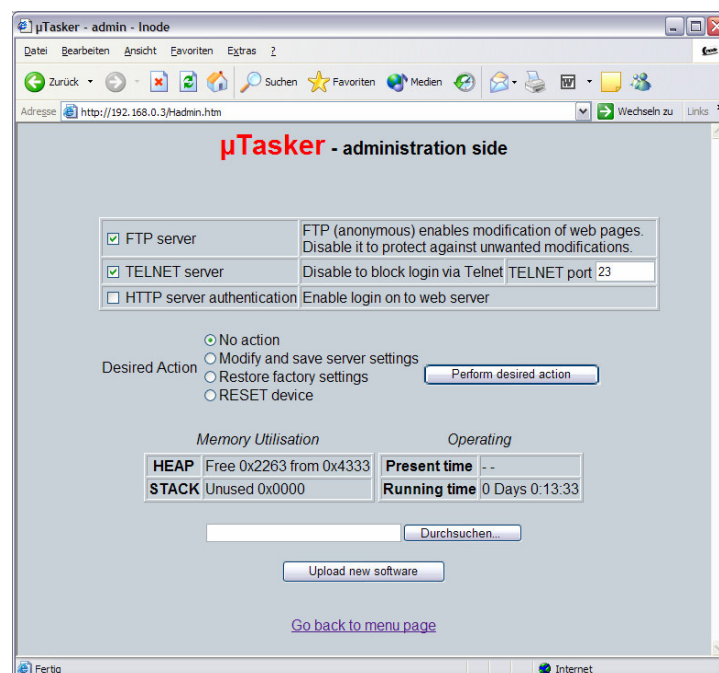 µTasker - admin - Inode
Datei Bearbeiten Ansicht Favoriten Extras ?
Zurück Suchen Favoriten Medien
Adresse http://192.168.0.3/Hadmin.htm Wechseln zu Links
µTasker - administration side
FTP server FTP (anonymous) enables modification of web pages.
Disable it to protect against unwanted modifications.
TELNET server Disable to block login via Telnet TELNET port 23
HTTP server authentication Enable login on to web server
No action
Modify and save server settings
Desired Action Restore factory settings Perform desired action
RESET device
Memory Utilisation Operating
HEAP Free 0x2263 from 0x4333 Present time - -
STACK Unused 0x0000 Running time 0 Days 0:13:33
Durchsuchen...
Upload new software
Go back to menu page
Fertig Internet